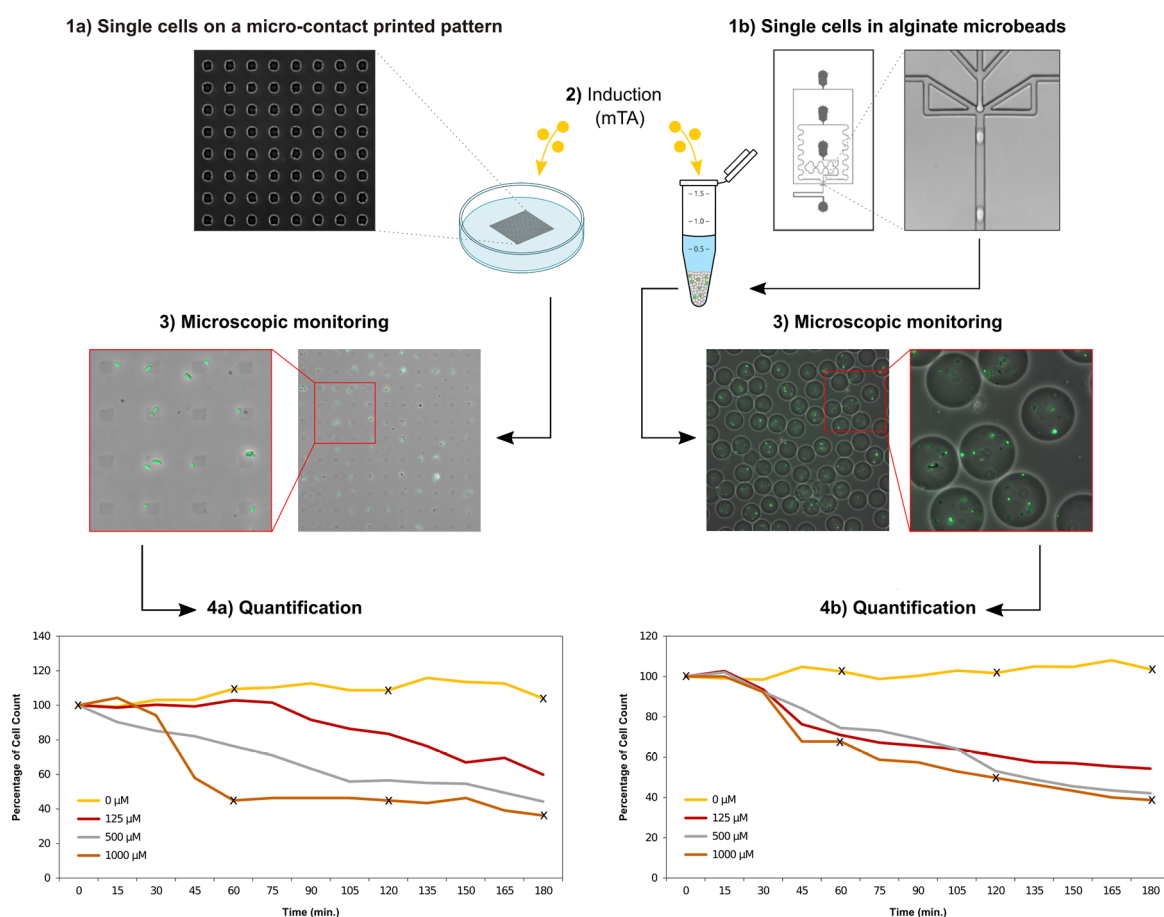 1a) Single cells on a micro-contact printed pattern
1b) Single cells in alginate microbeads
2) Induction
(mTA)
1.5
1.0
0.5
3) Microscopic monitoring
3) Microscopic monitoring
4a) Quantification
140
120
100
80
60
40
20
0
Percentage of Cell Count
X
X
X
X
X
X
X
0 µM
125 µM
500 µM
1000 µM
0 15 30 45 60 75 90 105 120 135 150 165 180
Time (min.)
4b) Quantification
120
100
80
60
40
20
0
Percentage of Cell Count
X
X
X
X
X
X
X
0 µM
125 µM
500 µM
1000 µM
0 15 30 45 60 75 90 105 120 135 150 165 180
Time (min.)